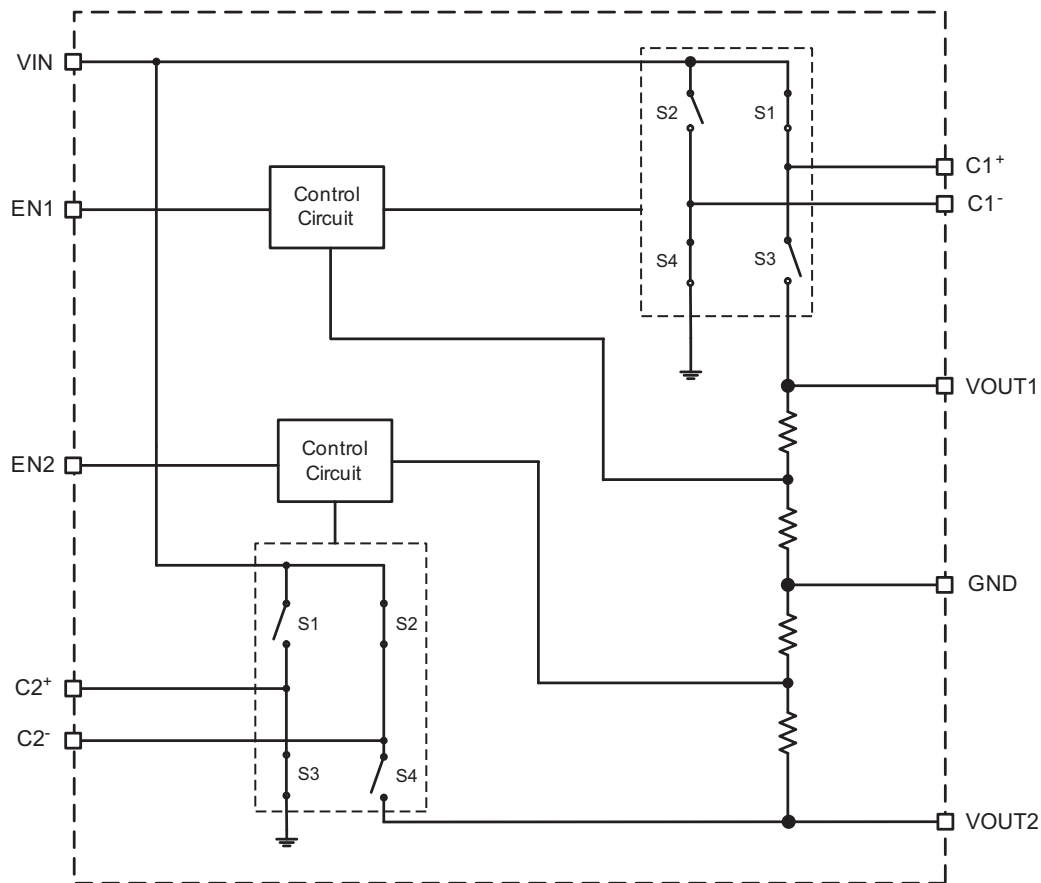 VIN
S2
S1
C1+
C1-
EN1
Control
Circuit
S4
S3
VOUT1
EN2
Control
Circuit
GND
S1
S2
C2+
C2-
S3
S4
VOUT2